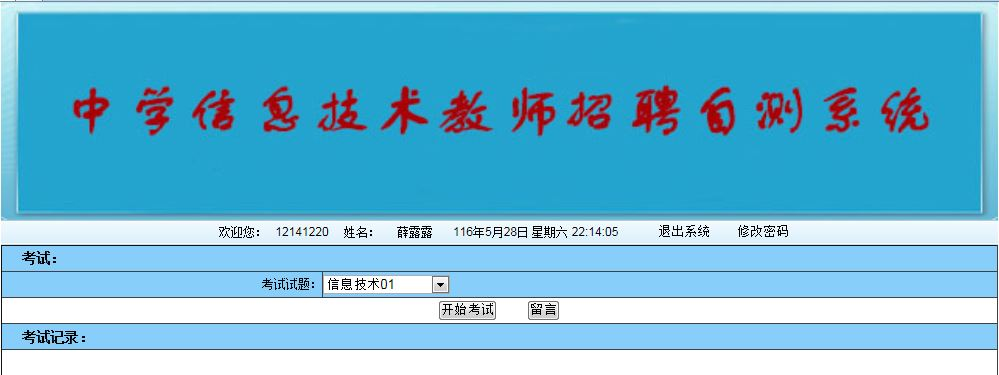 中学信息技术教师招聘自测系统
欢迎您： 12141220 姓名： 薛露露 116年5月28日 星期六 22:14:05 退出系统 修改密码
考试：
考试试题： 信息技术01
开始考试 留言
考试记录：